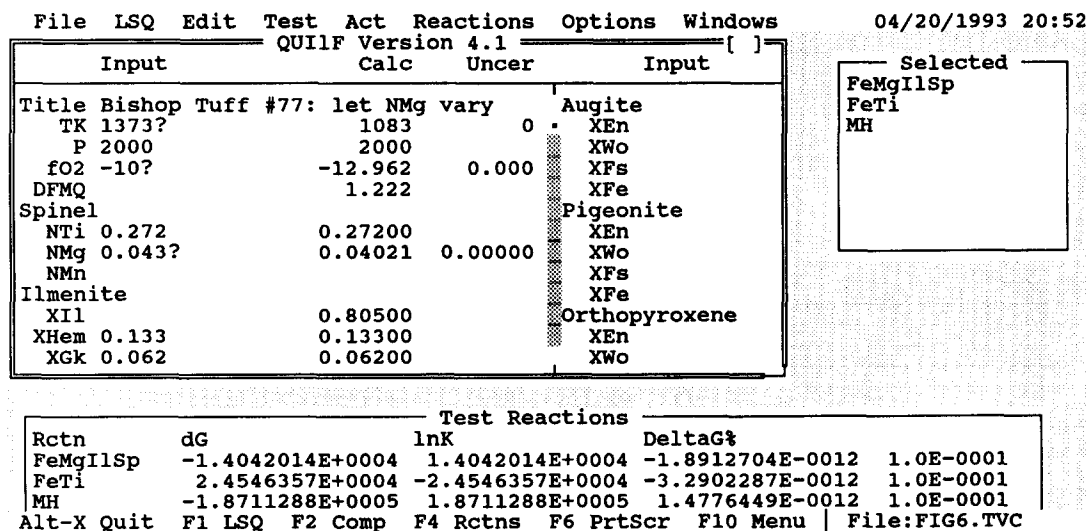 File LSQ Edit Test Act Reactions Options Windows 04/20/1993 20:52
QUI1F Version 4.1 [ ]
Input Calc Uncer Input
Title Bishop Tuff #77: let NMg vary Augite
TK 1373? 1083 0 XEn
P 2000 2000 XWo
fO2 -10? -12.962 0.000 XFs
DFMQ 1.222 XFe
Spinel Pigeonite
NTi 0.272 0.27200 XEn
NMg 0.043? 0.04021 0.00000 XWo
NMn XFs
Ilmenite XFe
XIl 0.80500 Orthopyroxene
XHem 0.133 0.13300 XEn
XGk 0.062 0.06200 XWo
Selected
FeMgIlSp
FeTi
MH
Test Reactions
Rctn dG lnK DeltaG%
FeMgIlSp -1.4042014E+0004 1.4042014E+0004 -1.8912704E-0012 1.0E-0001
FeTi 2.4546357E+0004 -2.4546357E+0004 -3.2902287E-0012 1.0E-0001
MH -1.8711288E+0005 1.8711288E+0005 1.4776449E-0012 1.0E-0001
Alt-X Quit F1 LSQ F2 Comp F4 Rctns F6 PrtScr F10 Menu | File:FIG6.TVC